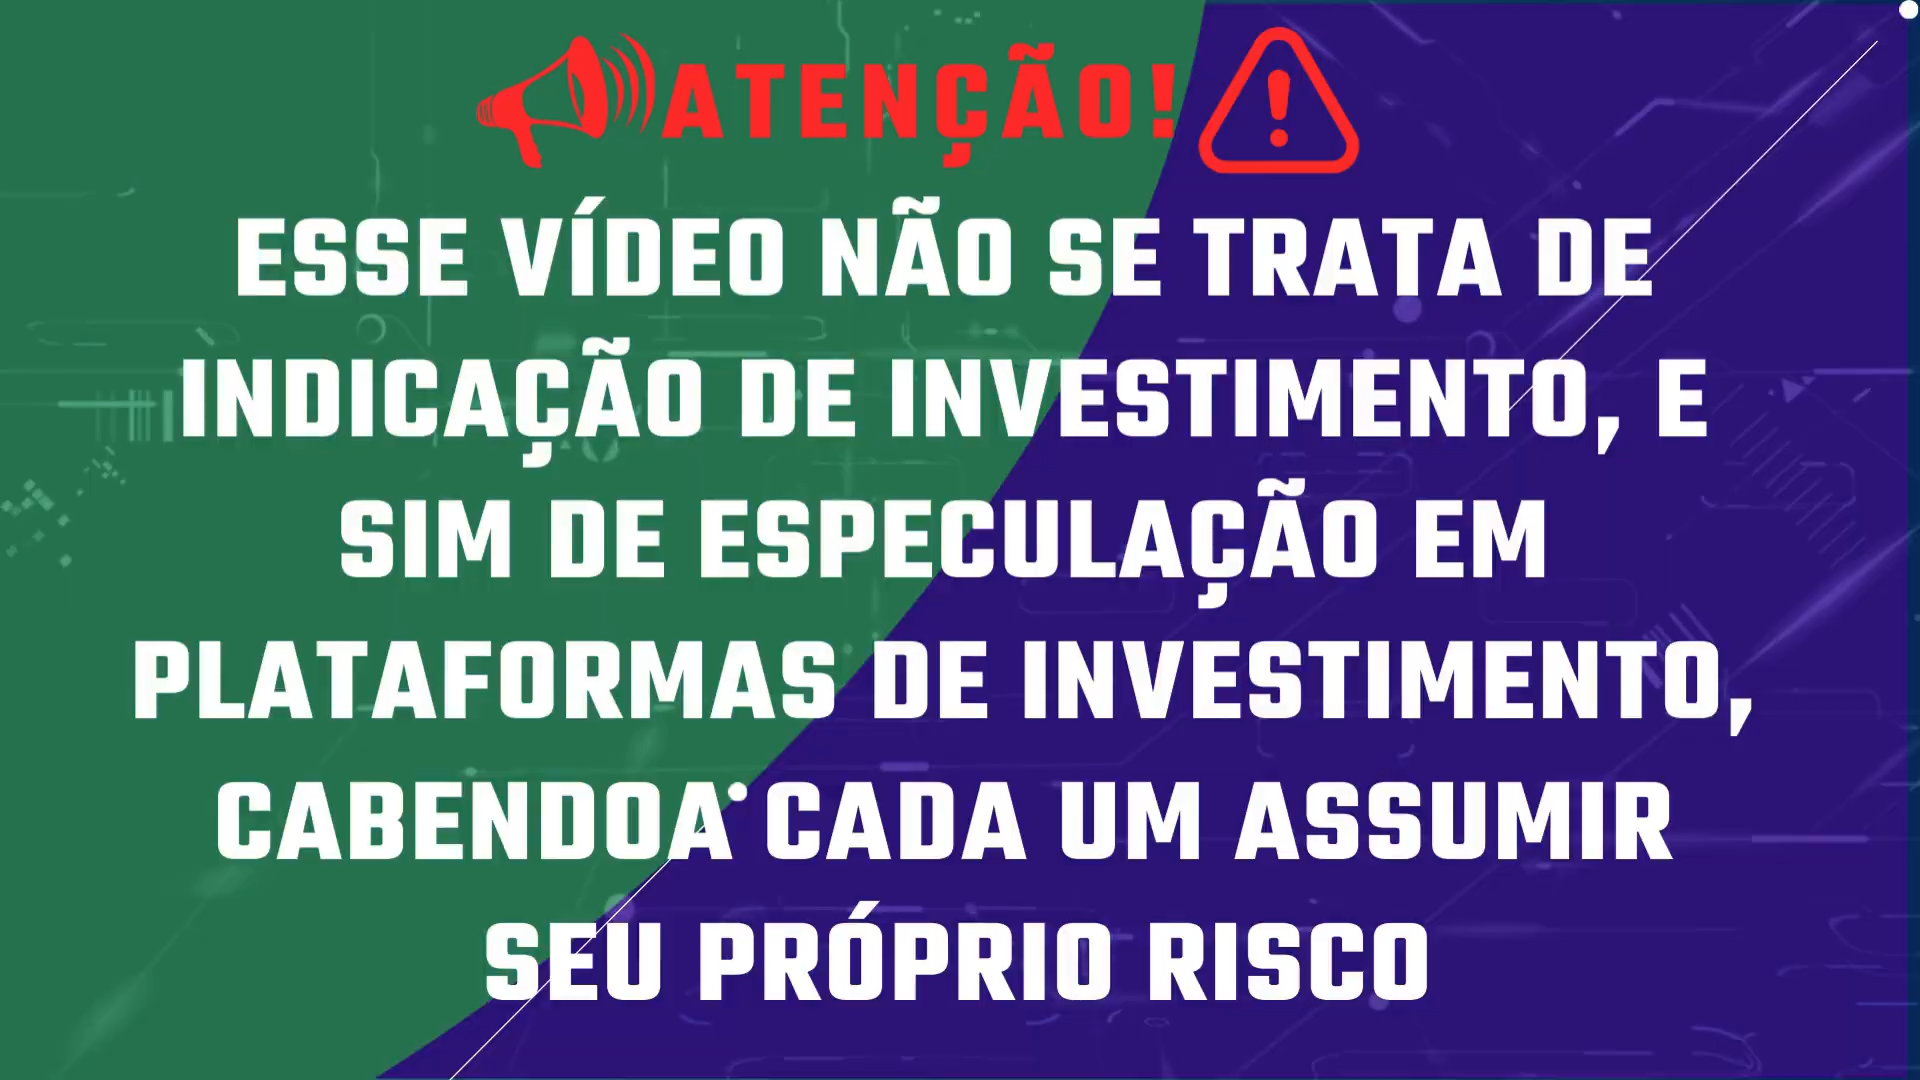 ATENÇÃO!
ESSE VÍDEO NÃO SE TRATA DE
INDICAÇÃO DE INVESTIMENTO, E
SIM DE ESPECULAÇÃO EM
PLATAFORMAS DE INVESTIMENTO,
CABENDOA CADA UM ASSUMIR
SEU PRÓPRIO RISCO